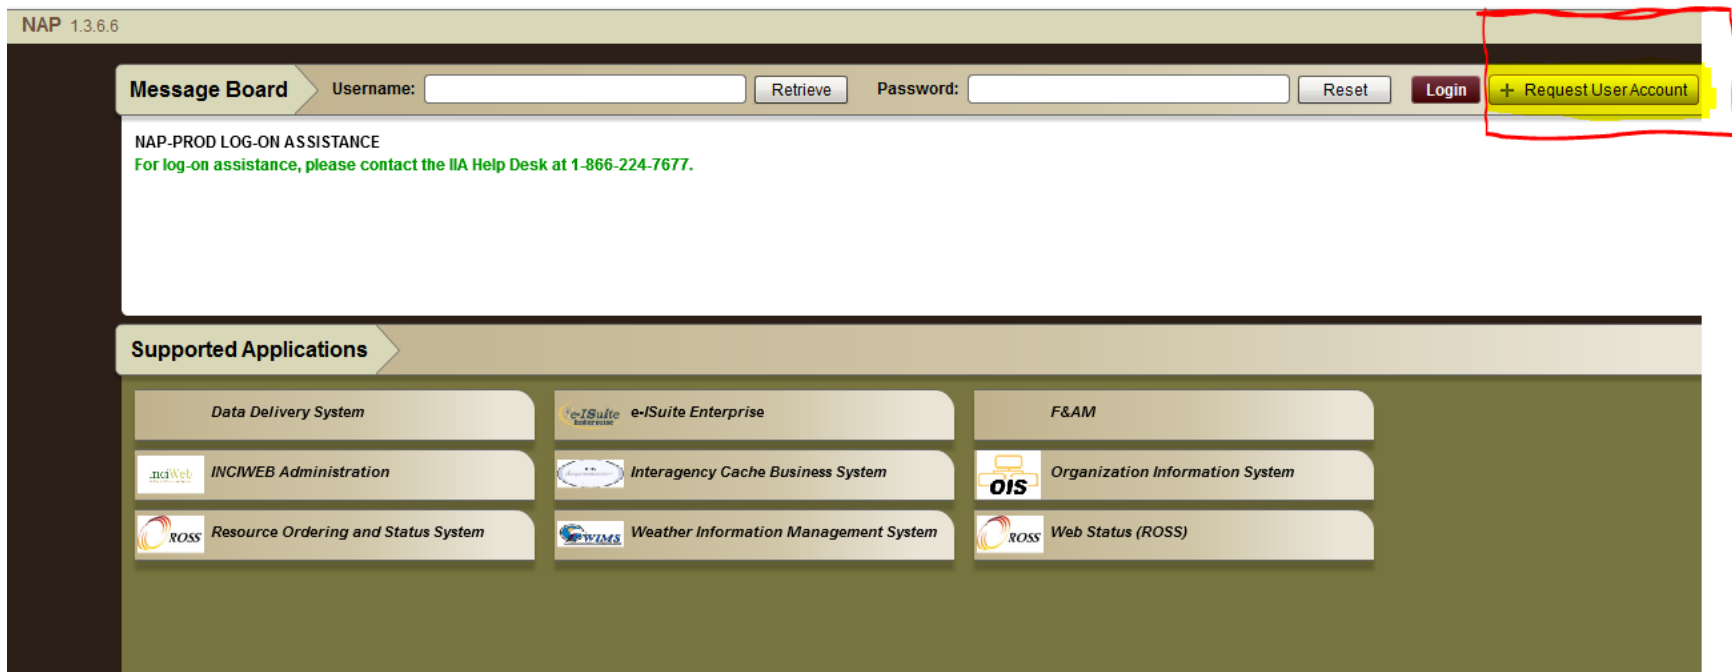 NAP 1.3.6.6
Message Board Username: Retrieve Password: Reset Login + Request User Account
NAP-PROD LOG-ON ASSISTANCE
For log-on assistance, please contact the IIA Help Desk at 1-866-224-7677.
Supported Applications
Data Delivery System
e-ISuite Enterprise e-ISuite Enterprise
F&AM
InciWeb INCIWEB Administration
Interagency Cache Business System
OIS Organization Information System
ROSS Resource Ordering and Status System
WIMS Weather Information Management System
ROSS Web Status (ROSS)